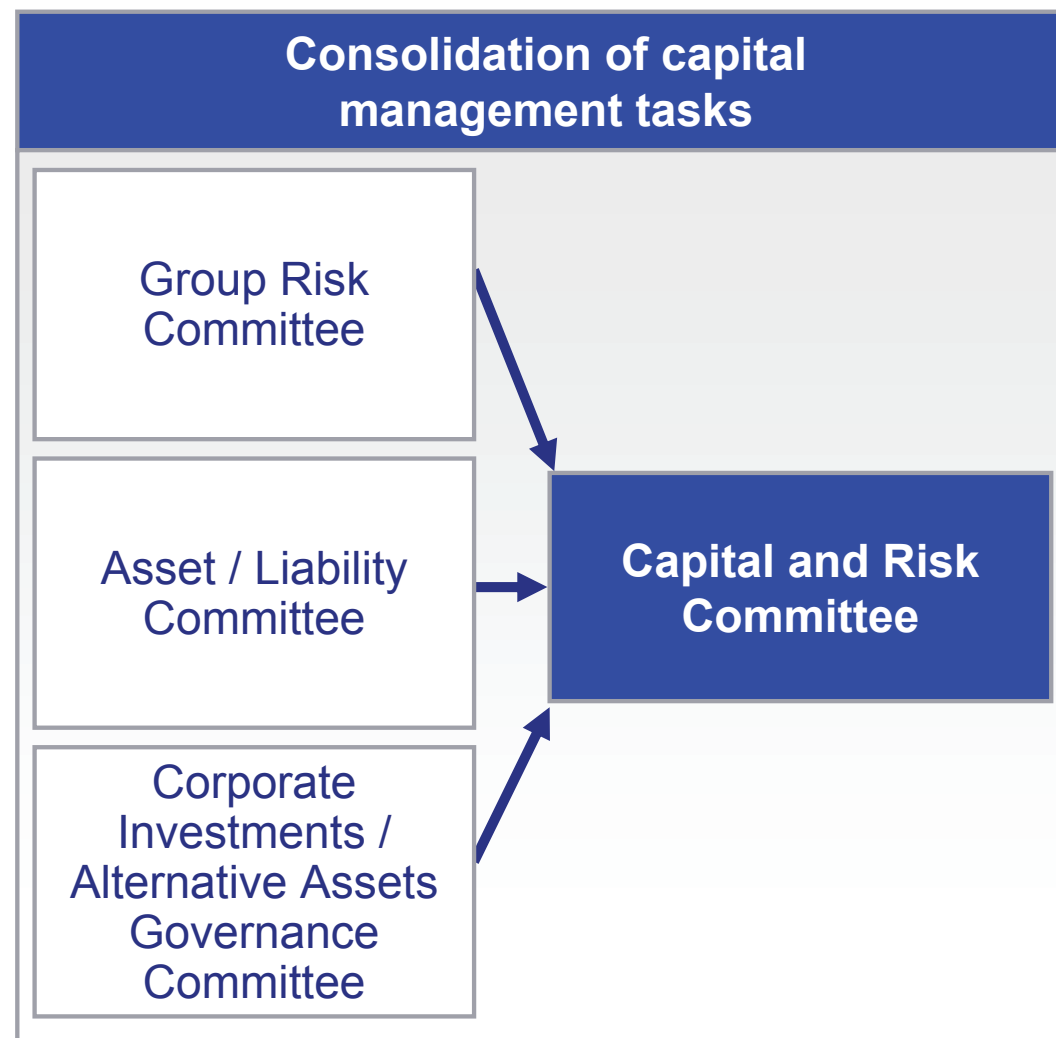 Consolidation of capital
management tasks
Group Risk
Committee
Asset / Liability
Committee
Capital and Risk
Committee
Corporate
Investments /
Alternative Assets
Governance
Committee